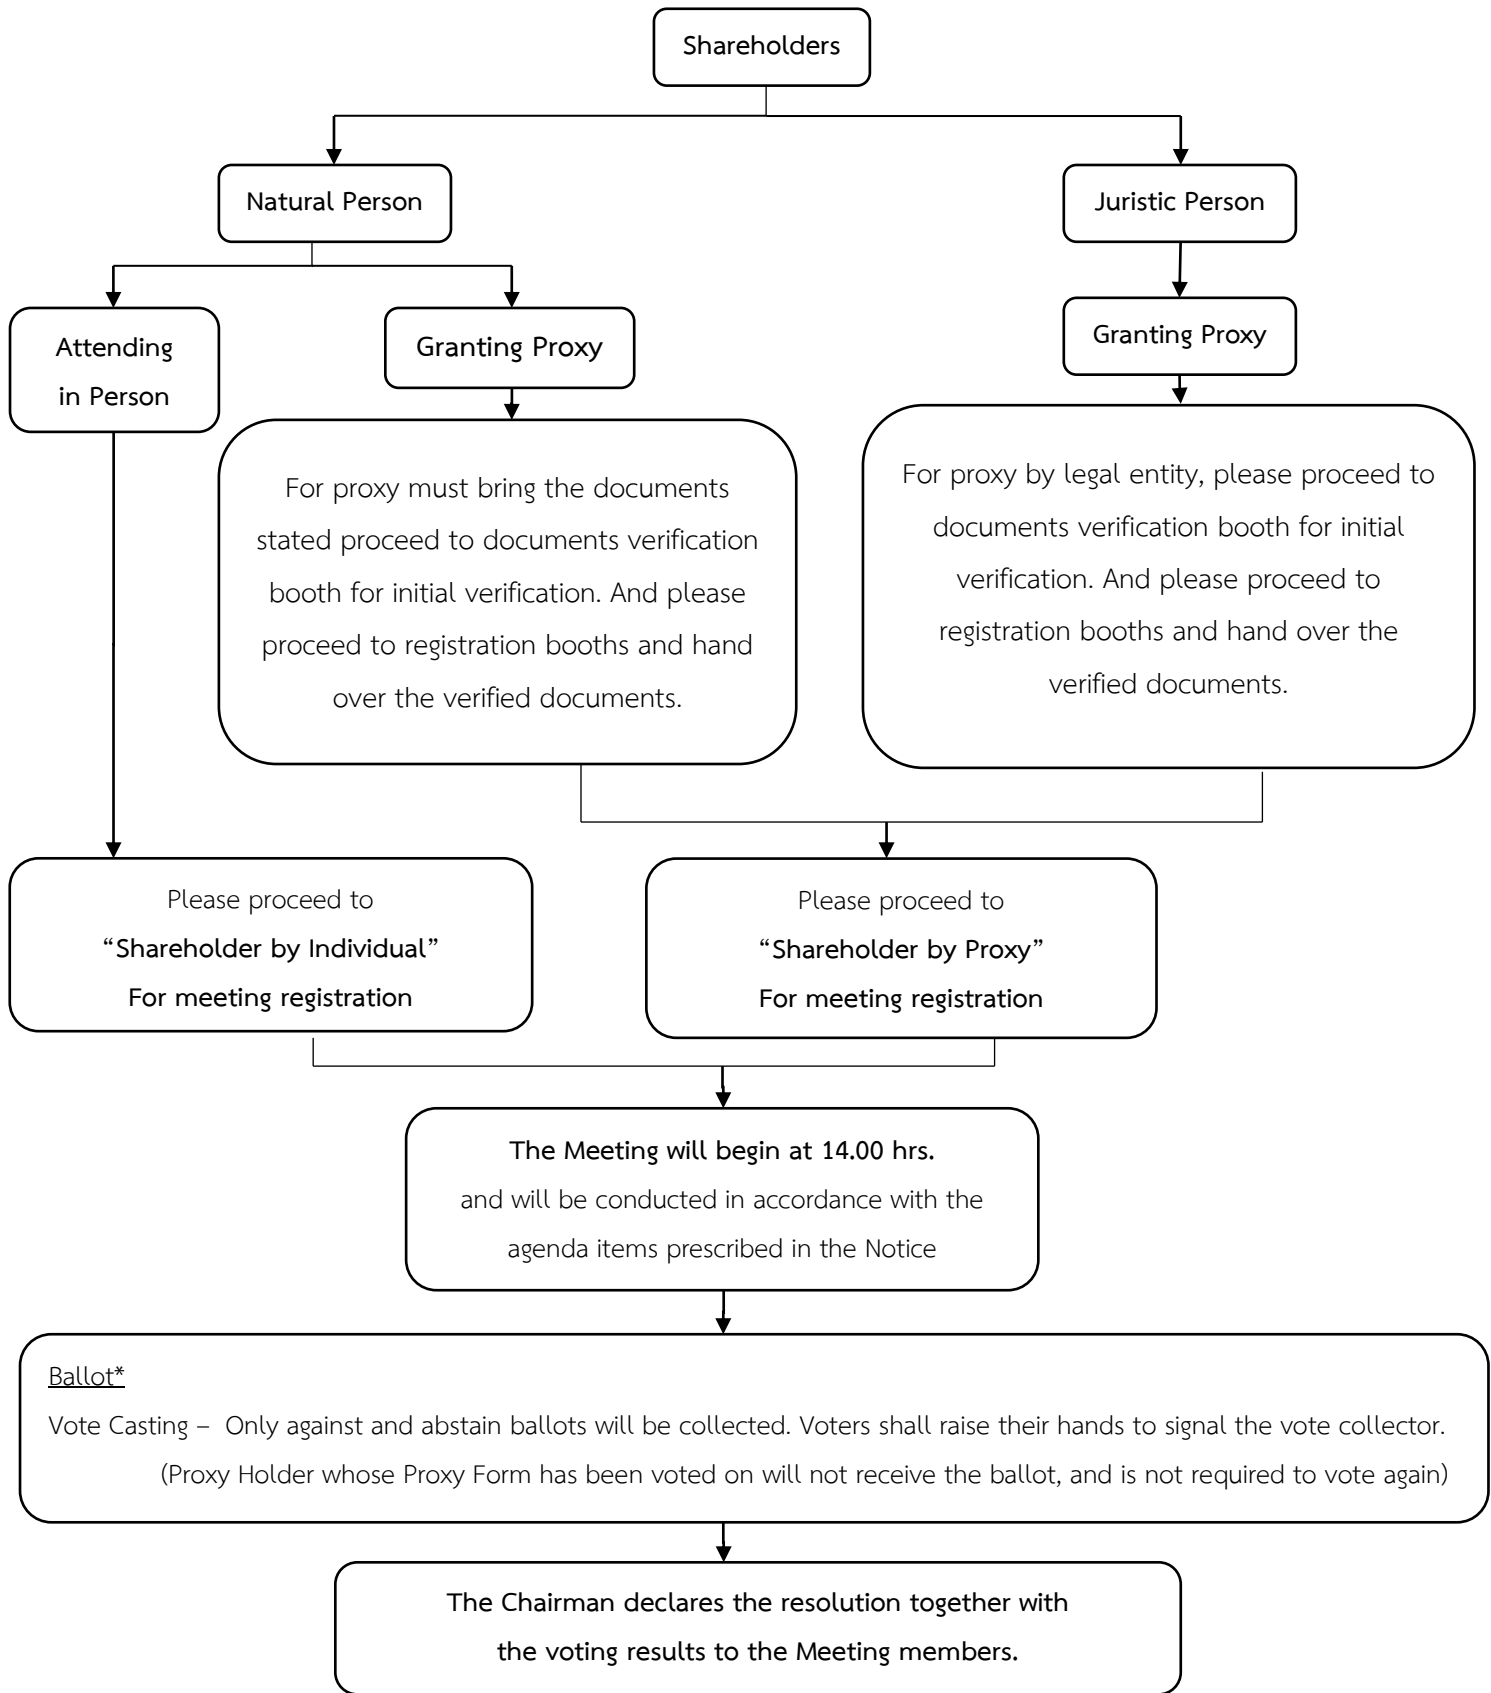 Shareholders
Natural Person
Juristic Person
Attending
in Person
Granting Proxy
Granting Proxy
For proxy must bring the documents
stated proceed to documents verification
booth for initial verification. And please
proceed to registration booths and hand
over the verified documents.
For proxy by legal entity, please proceed to
documents verification booth for initial
verification. And please proceed to
registration booths and hand over the
verified documents.
Please proceed to
“Shareholder by Individual”
For meeting registration
Please proceed to
“Shareholder by Proxy”
For meeting registration
The Meeting will begin at 14.00 hrs.
and will be conducted in accordance with the
agenda items prescribed in the Notice
Ballot*
Vote Casting – Only against and abstain ballots will be collected. Voters shall raise their hands to signal the vote collector.
(Proxy Holder whose Proxy Form has been voted on will not receive the ballot, and is not required to vote again)
The Chairman declares the resolution together with
the voting results to the Meeting members.